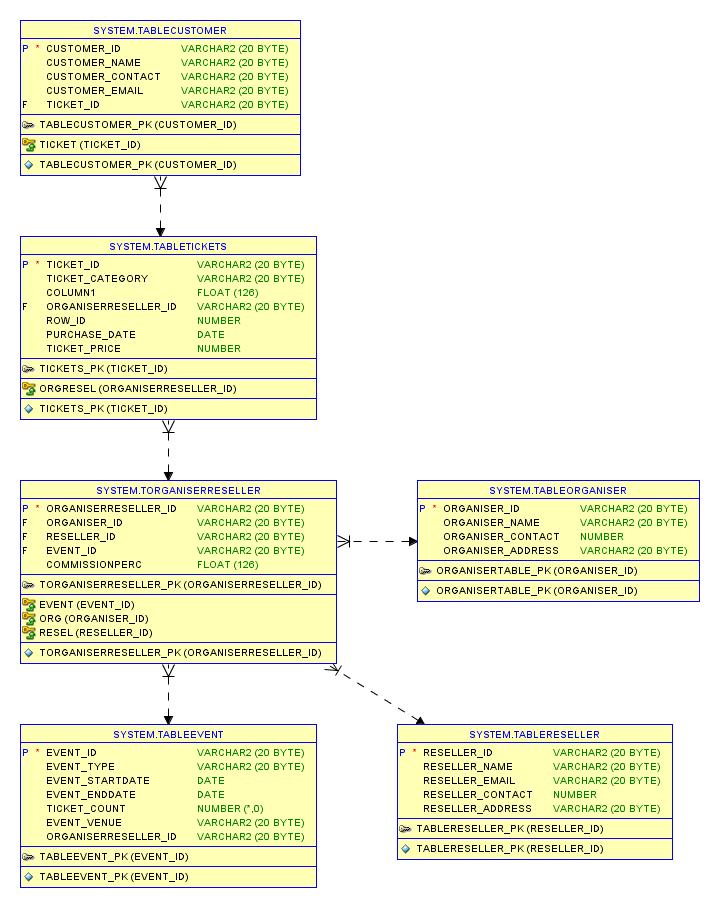 SYSTEM.TABLECUSTOMER
P * CUSTOMER_ID VARCHAR2 (20 BYTE)
CUSTOMER_NAME VARCHAR2 (20 BYTE)
CUSTOMER_CONTACT VARCHAR2 (20 BYTE)
CUSTOMER_EMAIL VARCHAR2 (20 BYTE)
F TICKET_ID VARCHAR2 (20 BYTE)
TABLECUSTOMER_PK (CUSTOMER_ID)
TICKET (TICKET_ID)
TABLECUSTOMER_PK (CUSTOMER_ID)
SYSTEM.TABLETICKETS
P * TICKET_ID VARCHAR2 (20 BYTE)
TICKET_CATEGORY VARCHAR2 (20 BYTE)
COLUMN1 FLOAT (126)
F ORGANISERRESELLER_ID VARCHAR2 (20 BYTE)
ROW_ID NUMBER
PURCHASE_DATE DATE
TICKET_PRICE NUMBER
TICKETS_PK (TICKET_ID)
ORGRESEL (ORGANISERRESELLER_ID)
TICKETS_PK (TICKET_ID)
SYSTEM.TORGANISERRESELLER
P * ORGANISERRESELLER_ID VARCHAR2 (20 BYTE)
F ORGANISER_ID VARCHAR2 (20 BYTE)
F RESELLER_ID VARCHAR2 (20 BYTE)
F EVENT_ID VARCHAR2 (20 BYTE)
COMMISSIONPERC FLOAT (126)
TORGANISERRESELLER_PK (ORGANISERRESELLER_ID)
EVENT (EVENT_ID)
ORG (ORGANISER_ID)
RESEL (RESELLER_ID)
TORGANISERRESELLER_PK (ORGANISERRESELLER_ID)
SYSTEM.TABLEORGANISER
P * ORGANISER_ID VARCHAR2 (20 BYTE)
ORGANISER_NAME VARCHAR2 (20 BYTE)
ORGANISER_CONTACT NUMBER
ORGANISER_ADDRESS VARCHAR2 (20 BYTE)
ORGANISERTABLE_PK (ORGANISER_ID)
ORGANISERTABLE_PK (ORGANISER_ID)
SYSTEM.TABLEEVENT
P * EVENT_ID VARCHAR2 (20 BYTE)
EVENT_TYPE VARCHAR2 (20 BYTE)
EVENT_STARTDATE DATE
EVENT_ENDDATE DATE
TICKET_COUNT NUMBER (*,0)
EVENT_VENUE VARCHAR2 (20 BYTE)
ORGANISERRESELLER_ID VARCHAR2 (20 BYTE)
TABLEEVENT_PK (EVENT_ID)
TABLEEVENT_PK (EVENT_ID)
SYSTEM.TABLERESELLER
P * RESELLER_ID VARCHAR2 (20 BYTE)
RESELLER_NAME VARCHAR2 (20 BYTE)
RESELLER_EMAIL VARCHAR2 (20 BYTE)
RESELLER_CONTACT NUMBER
RESELLER_ADDRESS VARCHAR2 (20 BYTE)
TABLERESELLER_PK (RESELLER_ID)
TABLERESELLER_PK (RESELLER_ID)